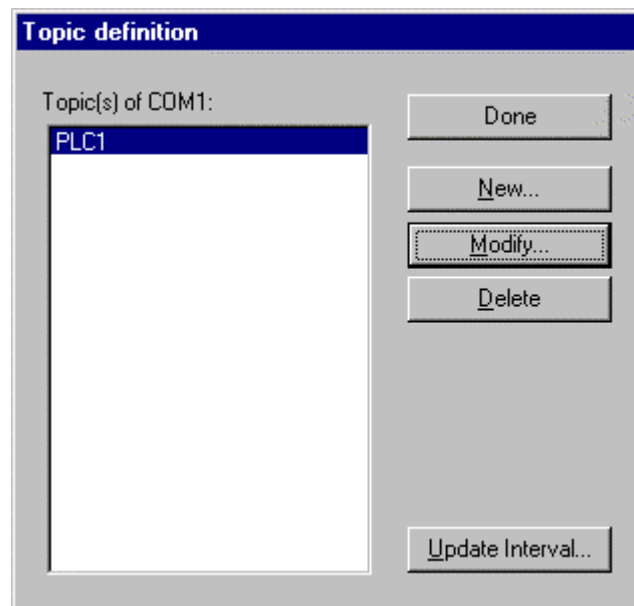 Topic definition
Topic(s) of COM1:
PLC1
Done
New...
Modify...
Delete
Update Interval...